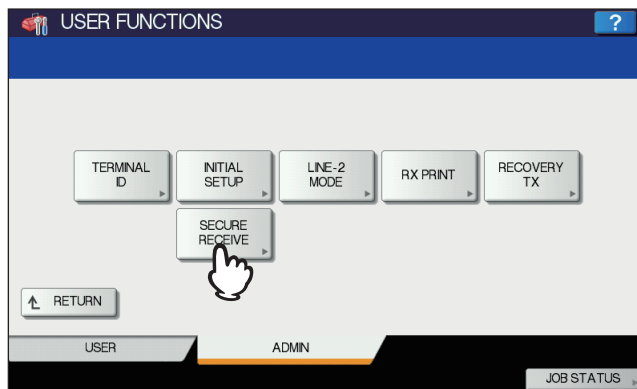 USER FUNCTIONS
?
TERMINAL
ID
INITIAL
SETUP
LINE-2
MODE
RX PRINT
RECOVERY
TX
SECURE
RECEIVE
RETURN
USER
ADMIN
JOB STATUS